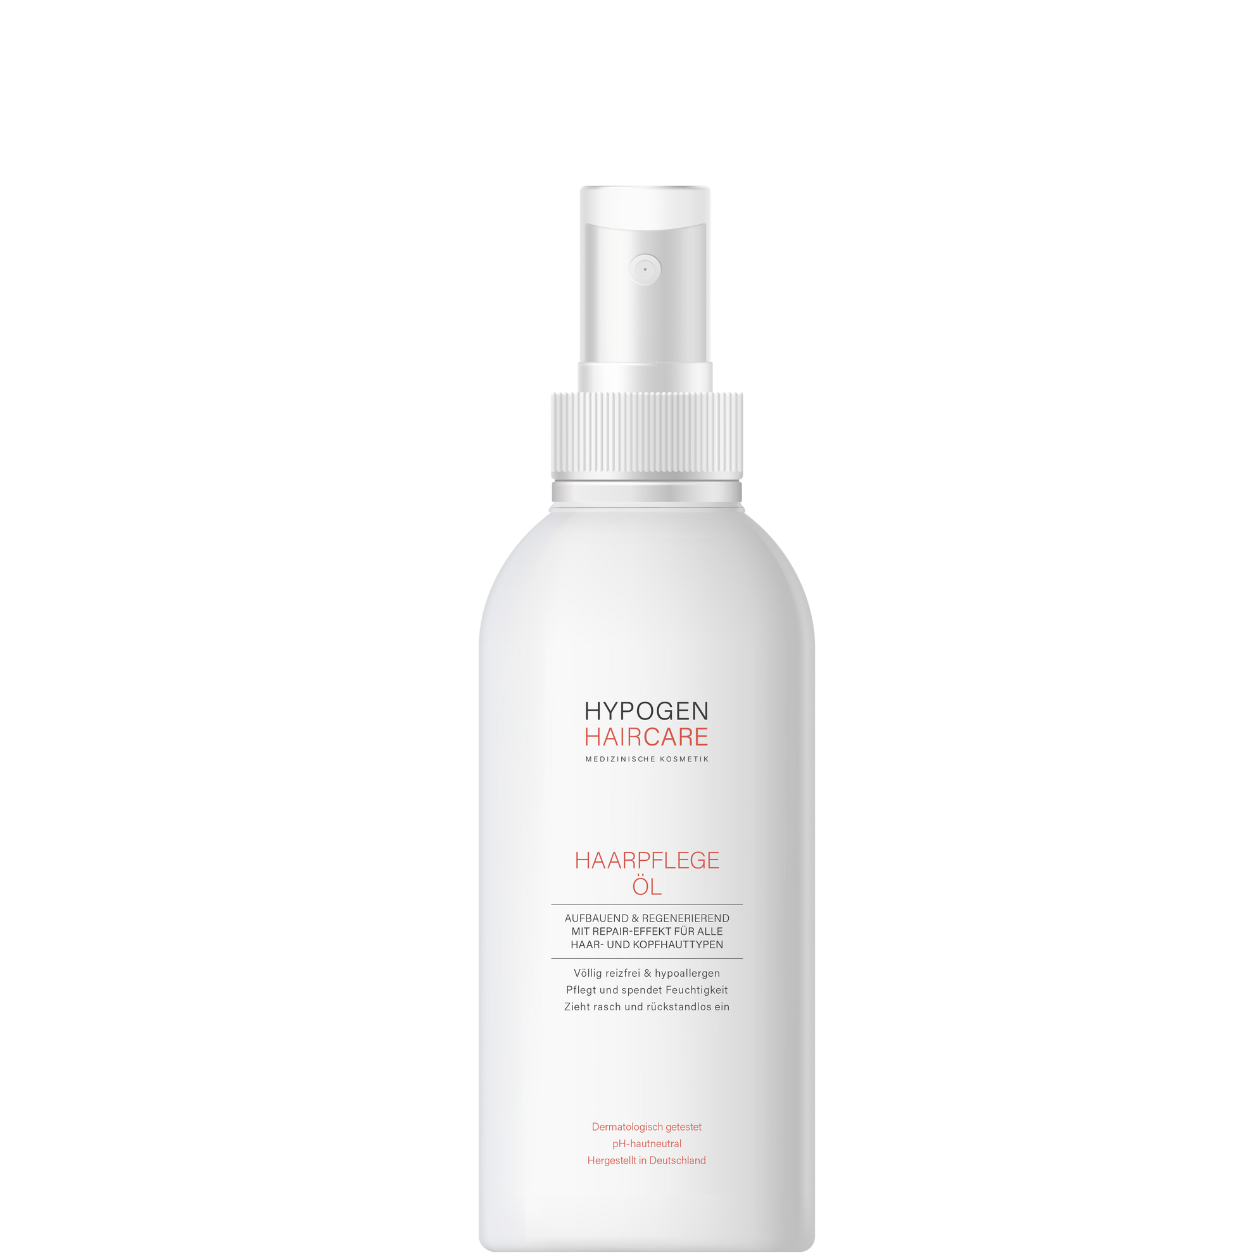 HYPOGEN
HAIRCARE
MEDIZINISCHE KOSMETIK
HAARPFLEGE
ÖL
AUFBAUEND & REGENERIEREND
MIT REPAIR-EFFEKT FÜR ALLE
HAAR- UND KOPFHAUTTYPEN
Völlig reizfrei & hypoallergen
Pflegt und spendet Feuchtigkeit
Zieht rasch und rückstandlos ein
Dermatologisch getestet
pH-hautneutral
Hergestellt in Deutschland